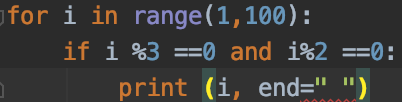 for i in range(1,100):
    if i %3 ==0 and i%2 ==0:
        print (i, end=" ")